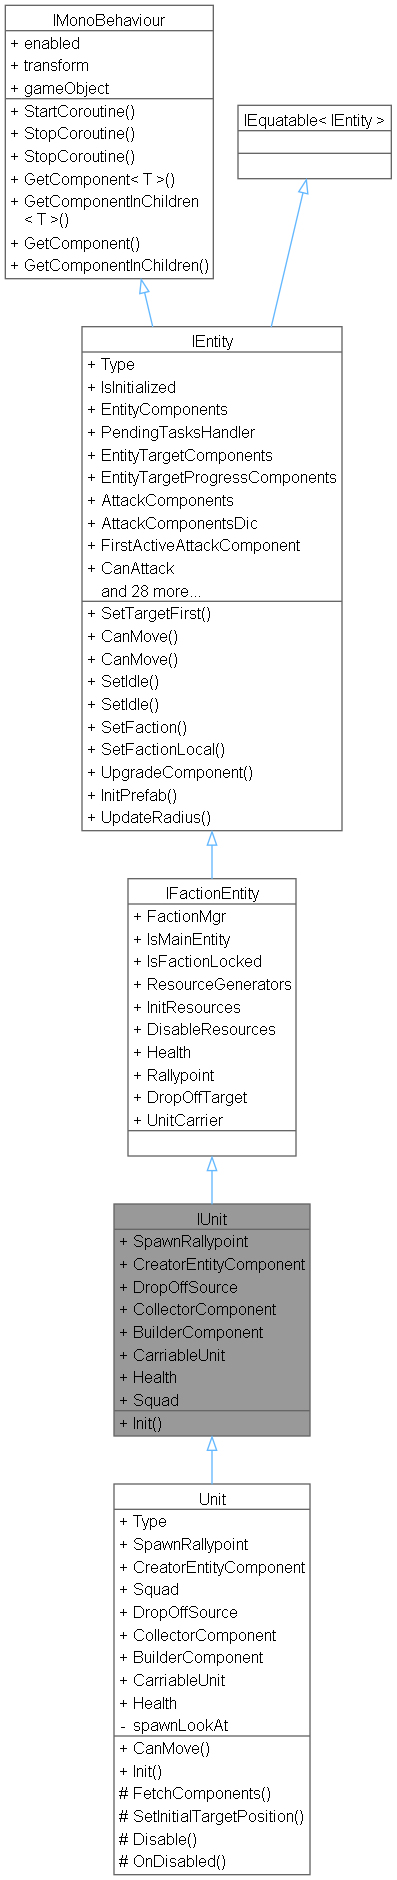 IMonoBehaviour
+ enabled
+ transform
+ gameObject
+ StartCoroutine()
+ StopCoroutine()
+ StopCoroutine()
+ GetComponent< T >()
+ GetComponentInChildren
< T >()
+ GetComponent()
+ GetComponentInChildren()
IEquatable< IEntity >
IEntity
+ Type
+ IsInitialized
+ EntityComponents
+ PendingTasksHandler
+ EntityTargetComponents
+ EntityTargetProgressComponents
+ AttackComponents
+ AttackComponentsDic
+ FirstActiveAttackComponent
+ CanAttack
and 28 more...
+ SetTargetFirst()
+ CanMove()
+ CanMove()
+ SetIdle()
+ SetIdle()
+ SetFaction()
+ SetFactionLocal()
+ UpgradeComponent()
+ InitPrefab()
+ UpdateRadius()
IFactionEntity
+ FactionMgr
+ IsMainEntity
+ IsFactionLocked
+ ResourceGenerators
+ InitResources
+ DisableResources
+ Health
+ Rallypoint
+ DropOffTarget
+ UnitCarrier
IUnit
+ SpawnRallypoint
+ CreatorEntityComponent
+ DropOffSource
+ CollectorComponent
+ BuilderComponent
+ CarriableUnit
+ Health
+ Squad
+ Init()
Unit
+ Type
+ SpawnRallypoint
+ CreatorEntityComponent
+ Squad
+ DropOffSource
+ CollectorComponent
+ BuilderComponent
+ CarriableUnit
+ Health
- spawnLookAt
+ CanMove()
+ Init()
# FetchComponents()
# SetInitialTargetPosition()
# Disable()
# OnDisabled()